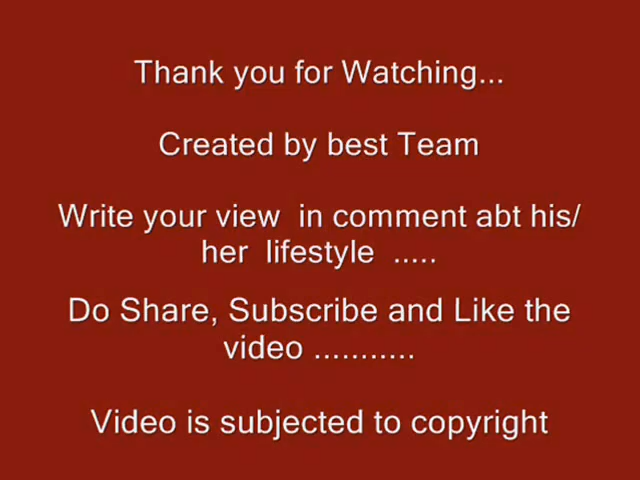 Thank you for Watching...
Created by best Team
Write your view  in comment abt his/
her  lifestyle  .....
Do Share, Subscribe and Like the
video ...........
Video is subjected to copyright